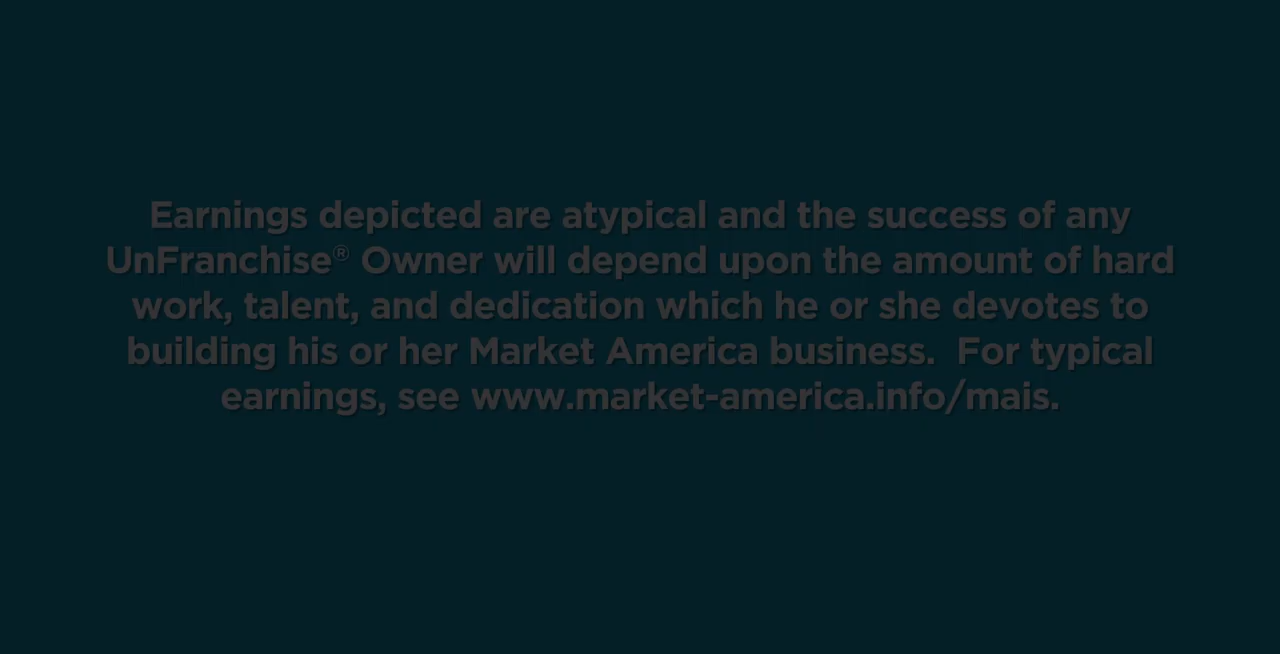 Earnings depicted are atypical and the success of any
UnFranchise® Owner will depend upon the amount of hard
work, talent, and dedication which he or she devotes to
building his or her Market America business.  For typical
earnings, see www.market-america.info/mais.